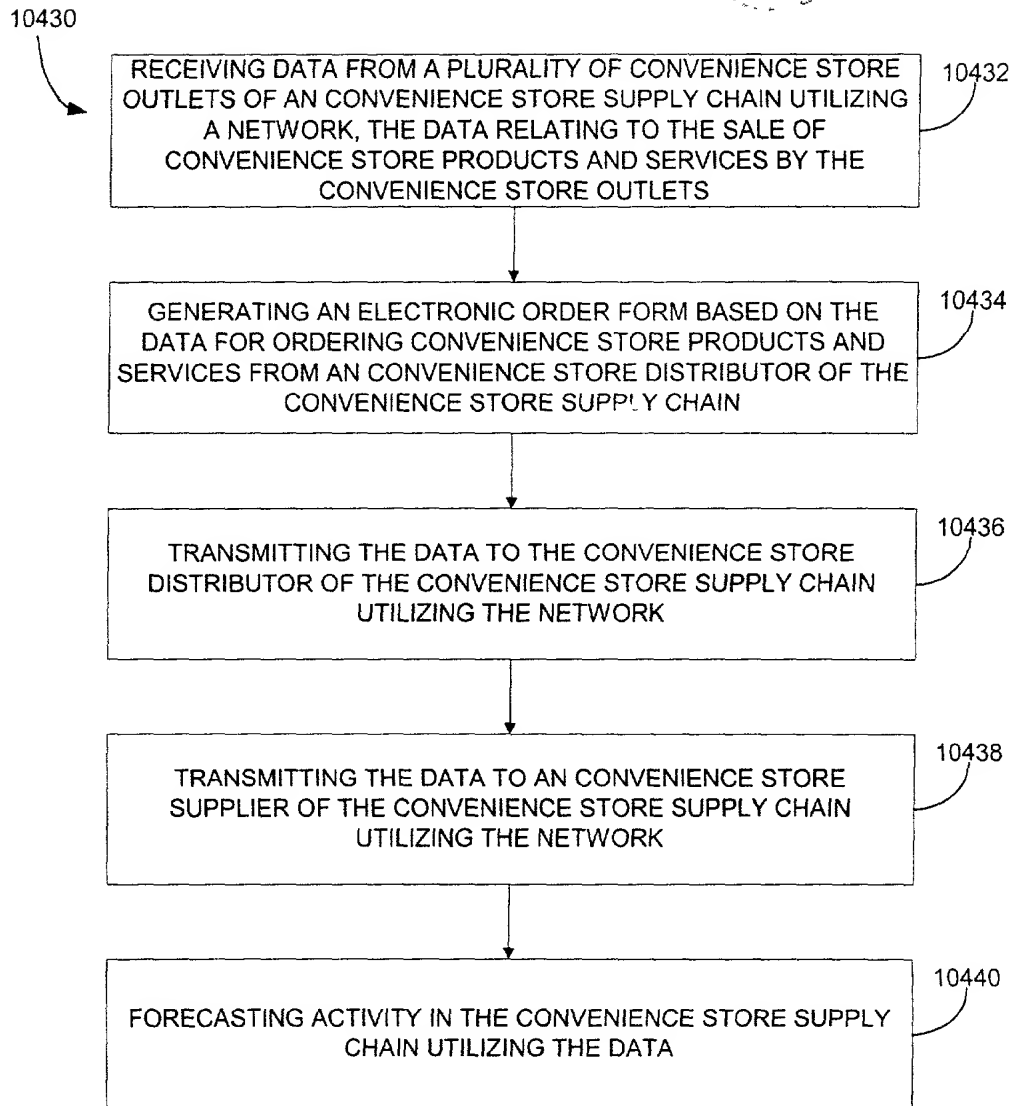 10430
RECEIVING DATA FROM A PLURALITY OF CONVENIENCE STORE
OUTLETS OF AN CONVENIENCE STORE SUPPLY CHAIN UTILIZING
A NETWORK, THE DATA RELATING TO THE SALE OF
CONVENIENCE STORE PRODUCTS AND SERVICES BY THE
CONVENIENCE STORE OUTLETS
10432
GENERATING AN ELECTRONIC ORDER FORM BASED ON THE
DATA FOR ORDERING CONVENIENCE STORE PRODUCTS AND
SERVICES FROM AN CONVENIENCE STORE DISTRIBUTOR OF THE
CONVENIENCE STORE SUPPLY CHAIN
10434
TRANSMITTING THE DATA TO THE CONVENIENCE STORE
DISTRIBUTOR OF THE CONVENIENCE STORE SUPPLY CHAIN
UTILIZING THE NETWORK
10436
TRANSMITTING THE DATA TO AN CONVENIENCE STORE
SUPPLIER OF THE CONVENIENCE STORE SUPPLY CHAIN
UTILIZING THE NETWORK
10438
FORECASTING ACTIVITY IN THE CONVENIENCE STORE SUPPLY
CHAIN UTILIZING THE DATA
10440